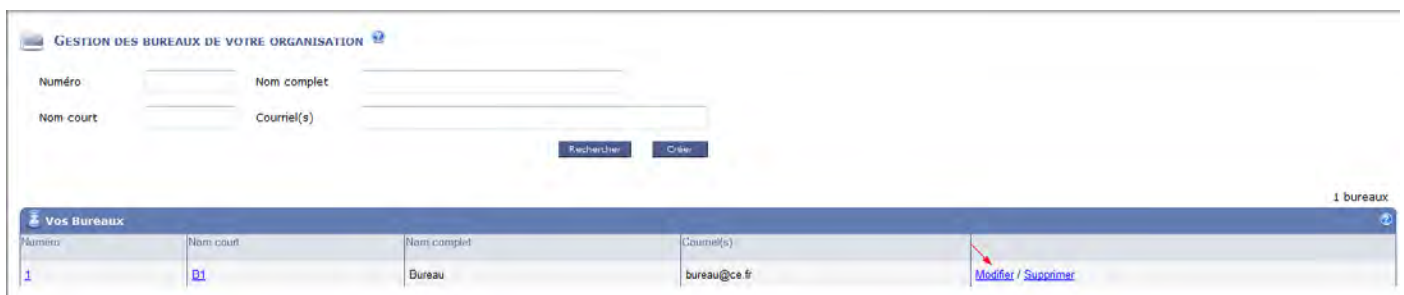 GESTION DES BUREAUX DE VOTRE ORGANISATION
Numéro Nom complet
Nom court Courriel(s)
Rechercher Créer
1 bureaux
Vos Bureaux
Numéro Nom court Nom complet Courriel(s)
1 B1 Bureau bureau@ce.fr Modifier / Supprimer